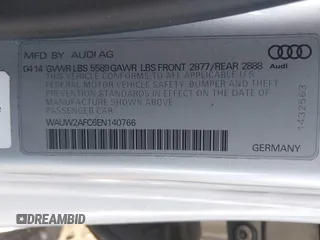 MFD. BY AUDI AG
04 14 GVWR LBS 5589 GAWR LBS FRONT 2877/REAR 2888
THIS VEHICLE CONFORMS TO ALL APPLICABLE
FEDERAL MOTOR VEHICLE SAFETY, BUMPER, AND
THEFT PREVENTION STANDARDS IN EFFECT ON
THE DATE OF MANUFACTURE SHOWN ABOVE.
PASSENGER CAR
WAUW2AFC6EN140766
Audi
1432563
GERMANY
DREAMBID